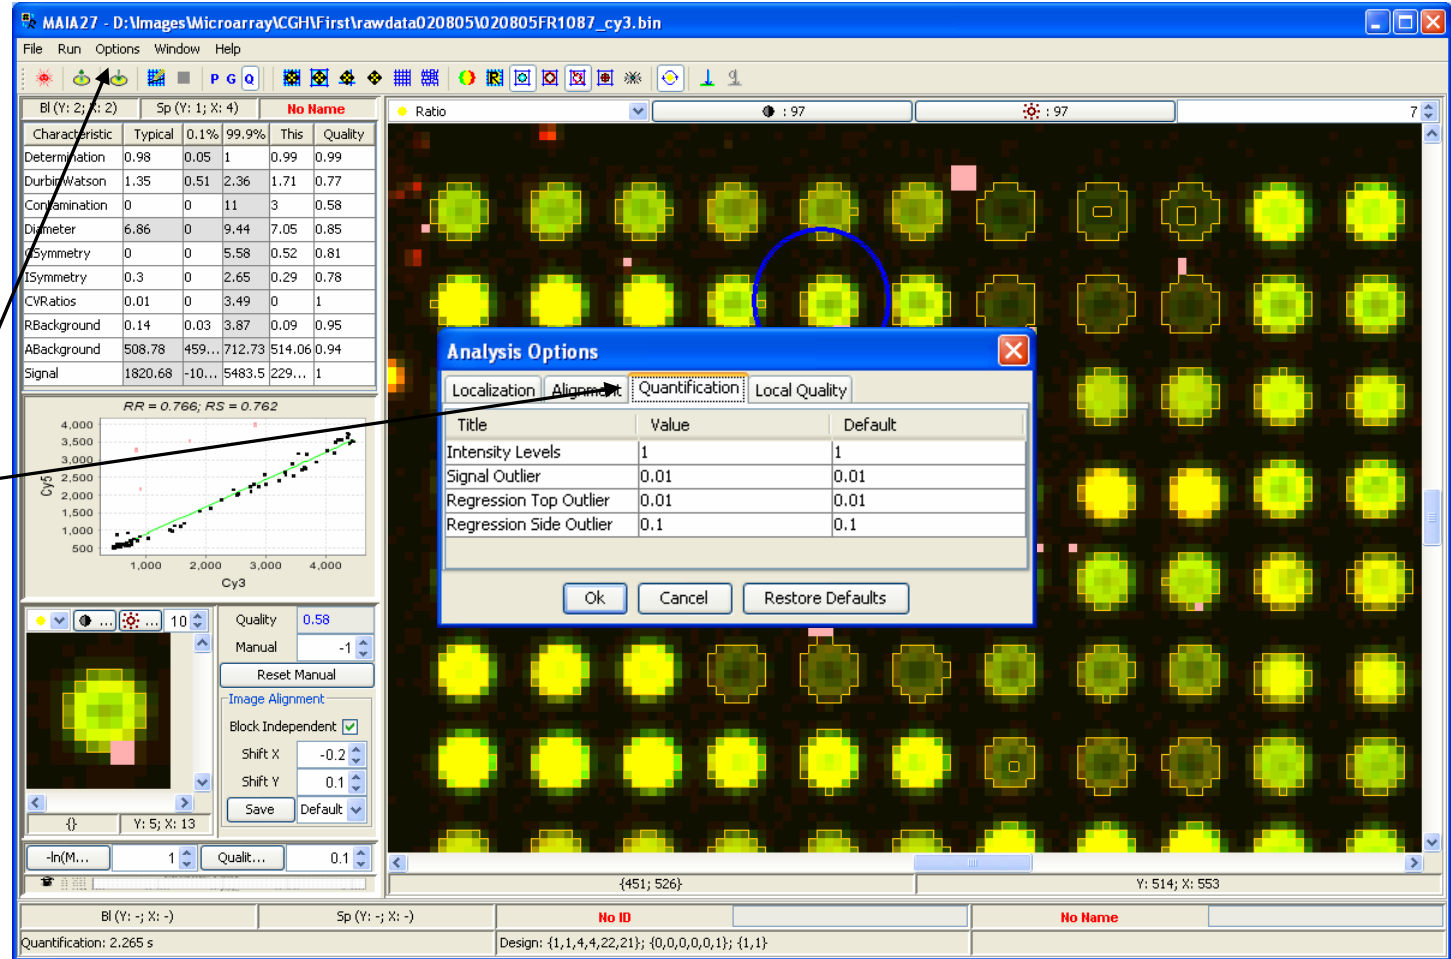 MAIA27 - D:\Images\Microarray\CGH\First\rawdata020805\020805FR1087_cy3.bin
File Run Options Window Help
P G Q
Bl (Y: 2; X: 2) Sp (Y: 1; X: 4) No Name
Ratio : 97 : 97 7
Characteristic Typical 0.1% 99.9% This Quality
Determination 0.98 0.05 1 0.99 0.99
DurbinWatson 1.35 0.51 2.36 1.71 0.77
Contamination 0 0 11 3 0.58
Diameter 6.86 0 9.44 7.05 0.85
GSymmetry 0 0 5.58 0.52 0.81
ISymmetry 0.3 0 2.65 0.29 0.78
CVRatios 0.01 0 3.49 0 1
RBackground 0.14 0.03 3.87 0.09 0.95
ABackground 508.78 459... 712.73 514.06 0.94
Signal 1820.68 -10... 5483.5 229... 1
RR = 0.766; RS = 0.762
4,000
3,500
3,000
2,500
2,000
1,500
1,000
500
Cy5
1,000 2,000 3,000 4,000
Cy3
Analysis Options
Localization Alignment Quantification Local Quality
Title Value Default
Intensity Levels 1 1
Signal Outlier 0.01 0.01
Regression Top Outlier 0.01 0.01
Regression Side Outlier 0.1 0.1
Ok Cancel Restore Defaults
... ... 10
Quality 0.58
Manual -1
Reset Manual
Image Alignment
Block Independent
Shift X -0.2
Shift Y 0.1
Save Default
{} Y: 5; X: 13
-ln(M... 1 Qualit... 0.1
{451; 526} Y: 514; X: 553
Bl (Y: -; X: -) Sp (Y: -; X: -) No ID No Name
Quantification: 2.265 s Design: {1,1,4,4,22,21}; {0,0,0,0,0,1}; {1,1}